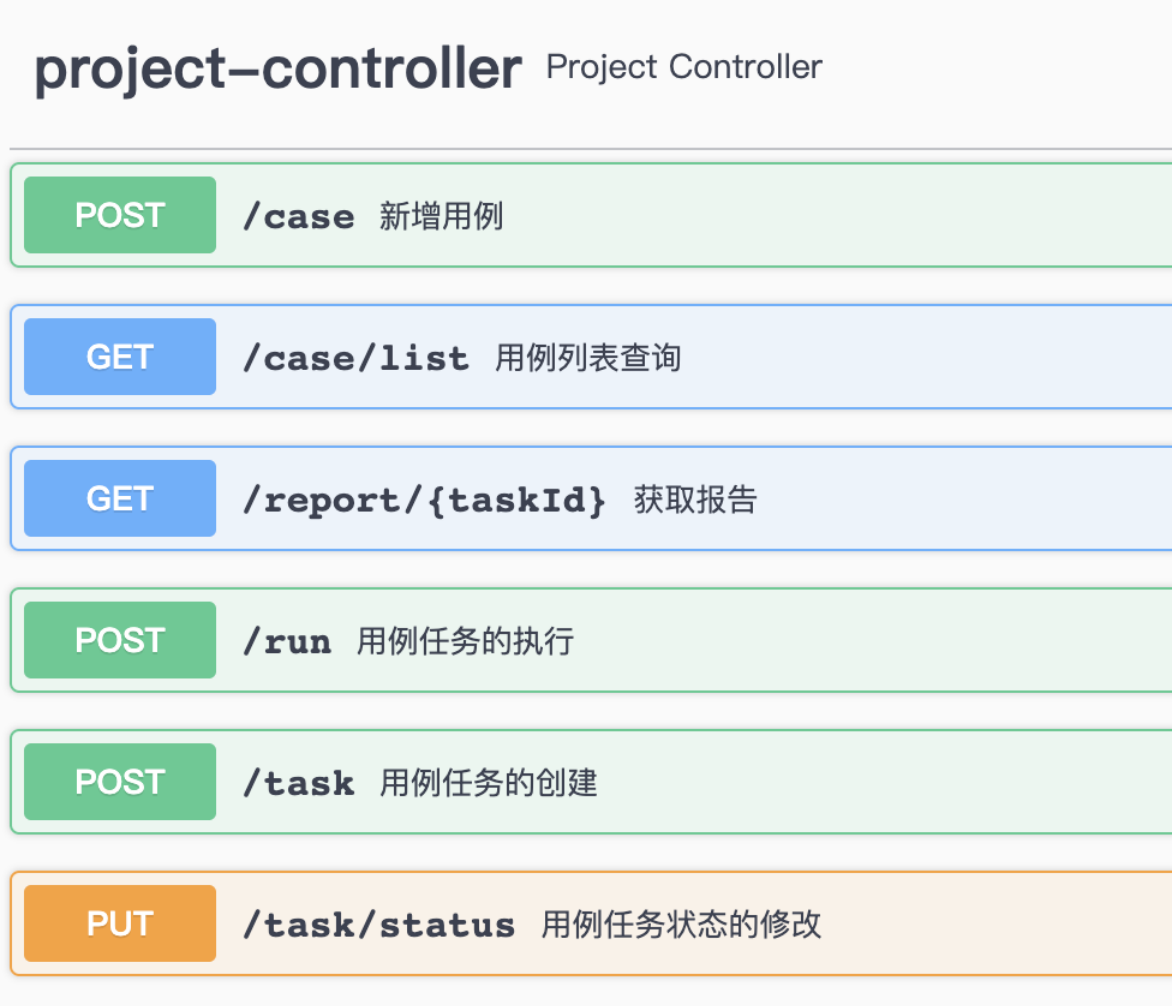 project-controller Project Controller
POST /case 新增用例
GET /case/list 用例列表查询
GET /report/{taskId} 获取报告
POST /run 用例任务的执行
POST /task 用例任务的创建
PUT /task/status 用例任务状态的修改